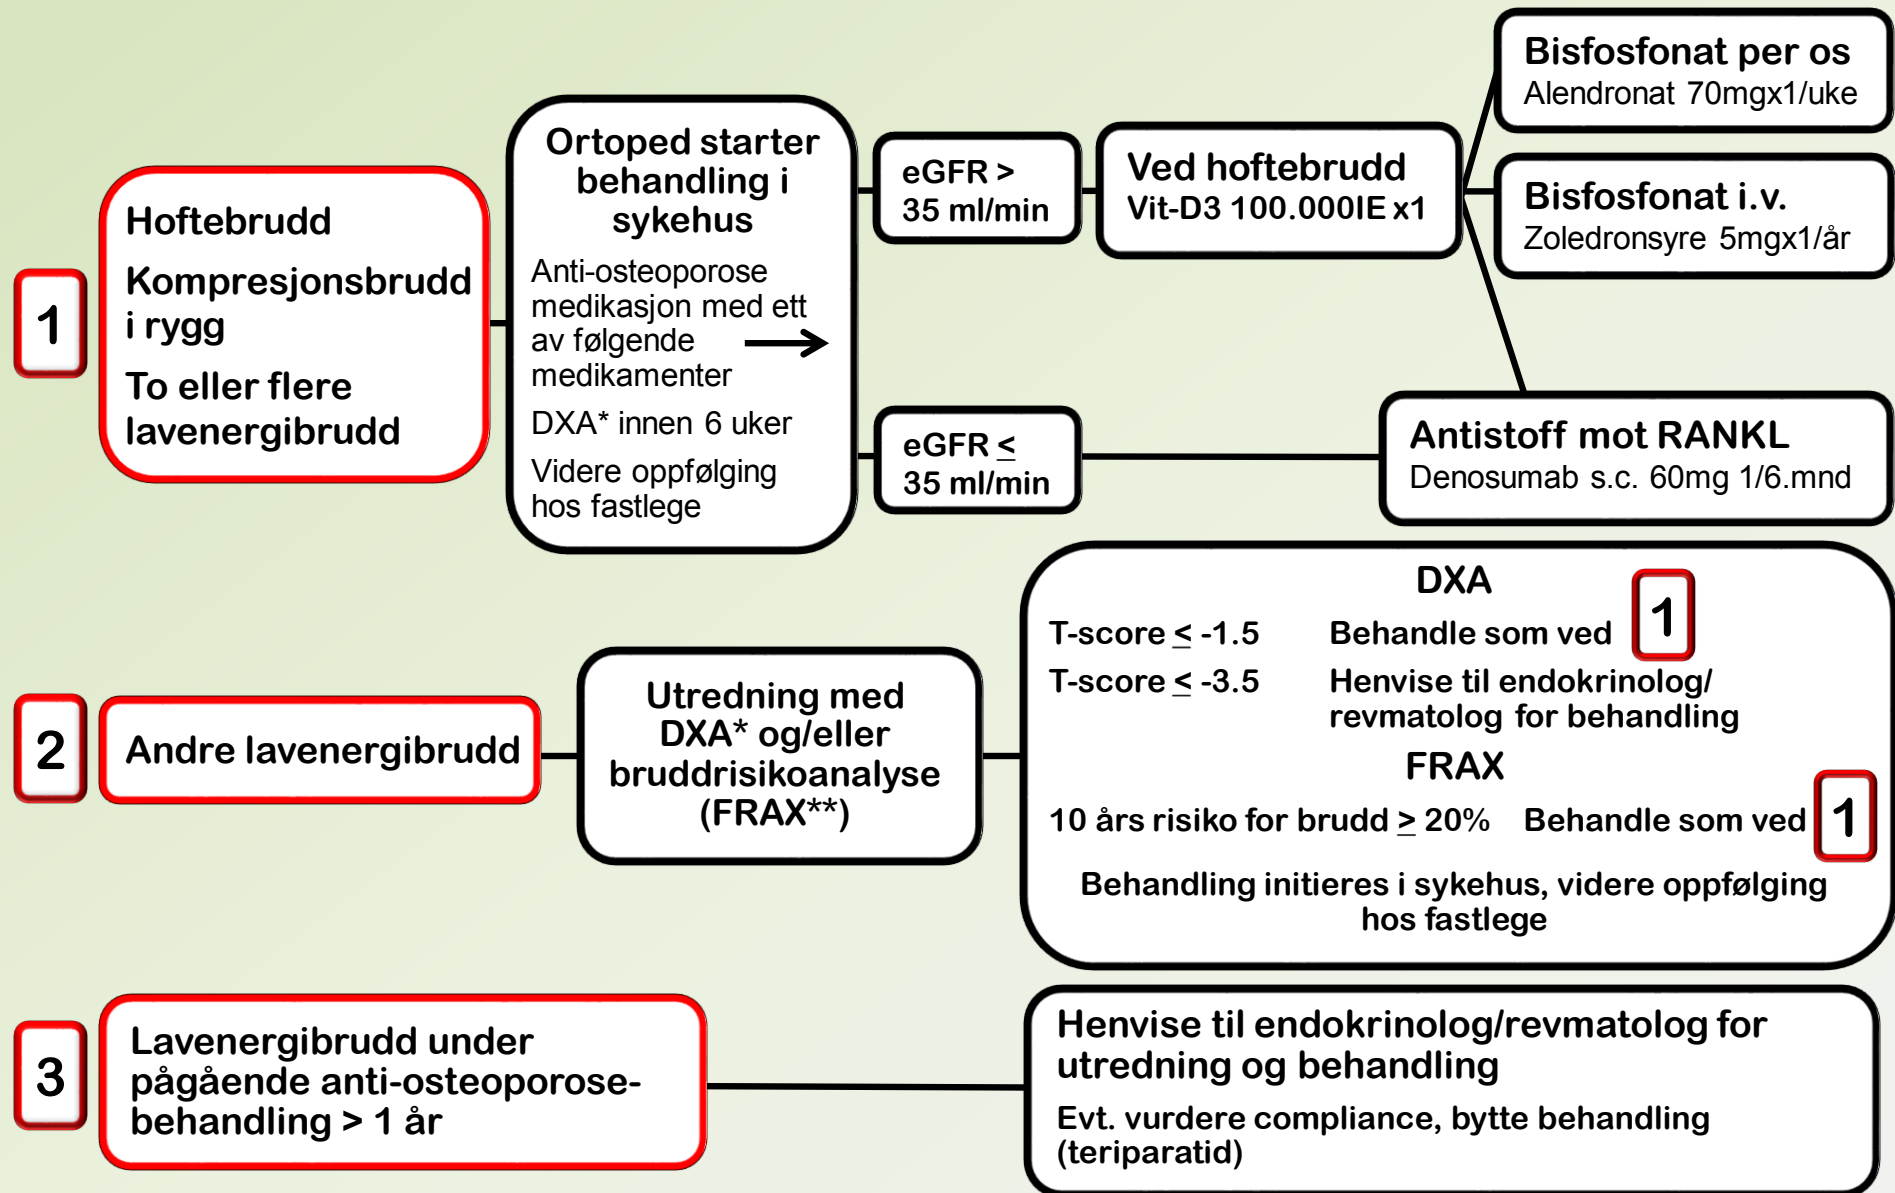 1
Hoftebrudd
Kompresjonsbrudd
i rygg
To eller flere
lavenergibrudd
Ortoped starter
behandling i
sykehus
Anti-osteoporose
medikasjon med ett
av følgende
medikamenter
DXA* innen 6 uker
Videre oppfølging
hos fastlege
eGFR >
35 ml/min
Ved hoftebrudd
Vit-D3 100.000IE x1
Bisfosfonat per os
Alendronat 70mgx1/uke
Bisfosfonat i.v.
Zoledronsyre 5mgx1/år
eGFR ≤
35 ml/min
Antistoff mot RANKL
Denosumab s.c. 60mg 1/6.mnd
2
Andre lavenergibrudd
Utredning med
DXA* og/eller
bruddrisikoanalyse
(FRAX**)
DXA
T-score ≤ -1.5 Behandle som ved 1
T-score ≤ -3.5 Henvise til endokrinolog/
revmatolog for behandling
FRAX
10 års risiko for brudd ≥ 20% Behandle som ved 1
Behandling initieres i sykehus, videre oppfølging
hos fastlege
3
Lavenergibrudd under
pågående anti-osteoporose-
behandling > 1 år
Henvise til endokrinolog/revmatolog for
utredning og behandling
Evt. vurdere compliance, bytte behandling
(teriparatid)